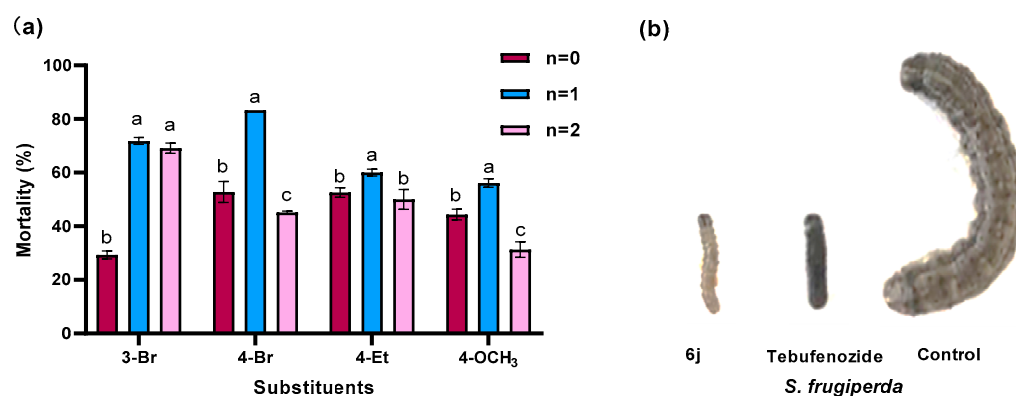 (a)
n=0
n=1
n=2
Mortality (%)
100
80
60
40
20
0
b
a
a
b
a
c
b
a
b
b
a
c
3-Br
4-Br
4-Et
4-OCH₃
Substituents
(b)
6j
Tebufenozide
Control
S. frugiperda